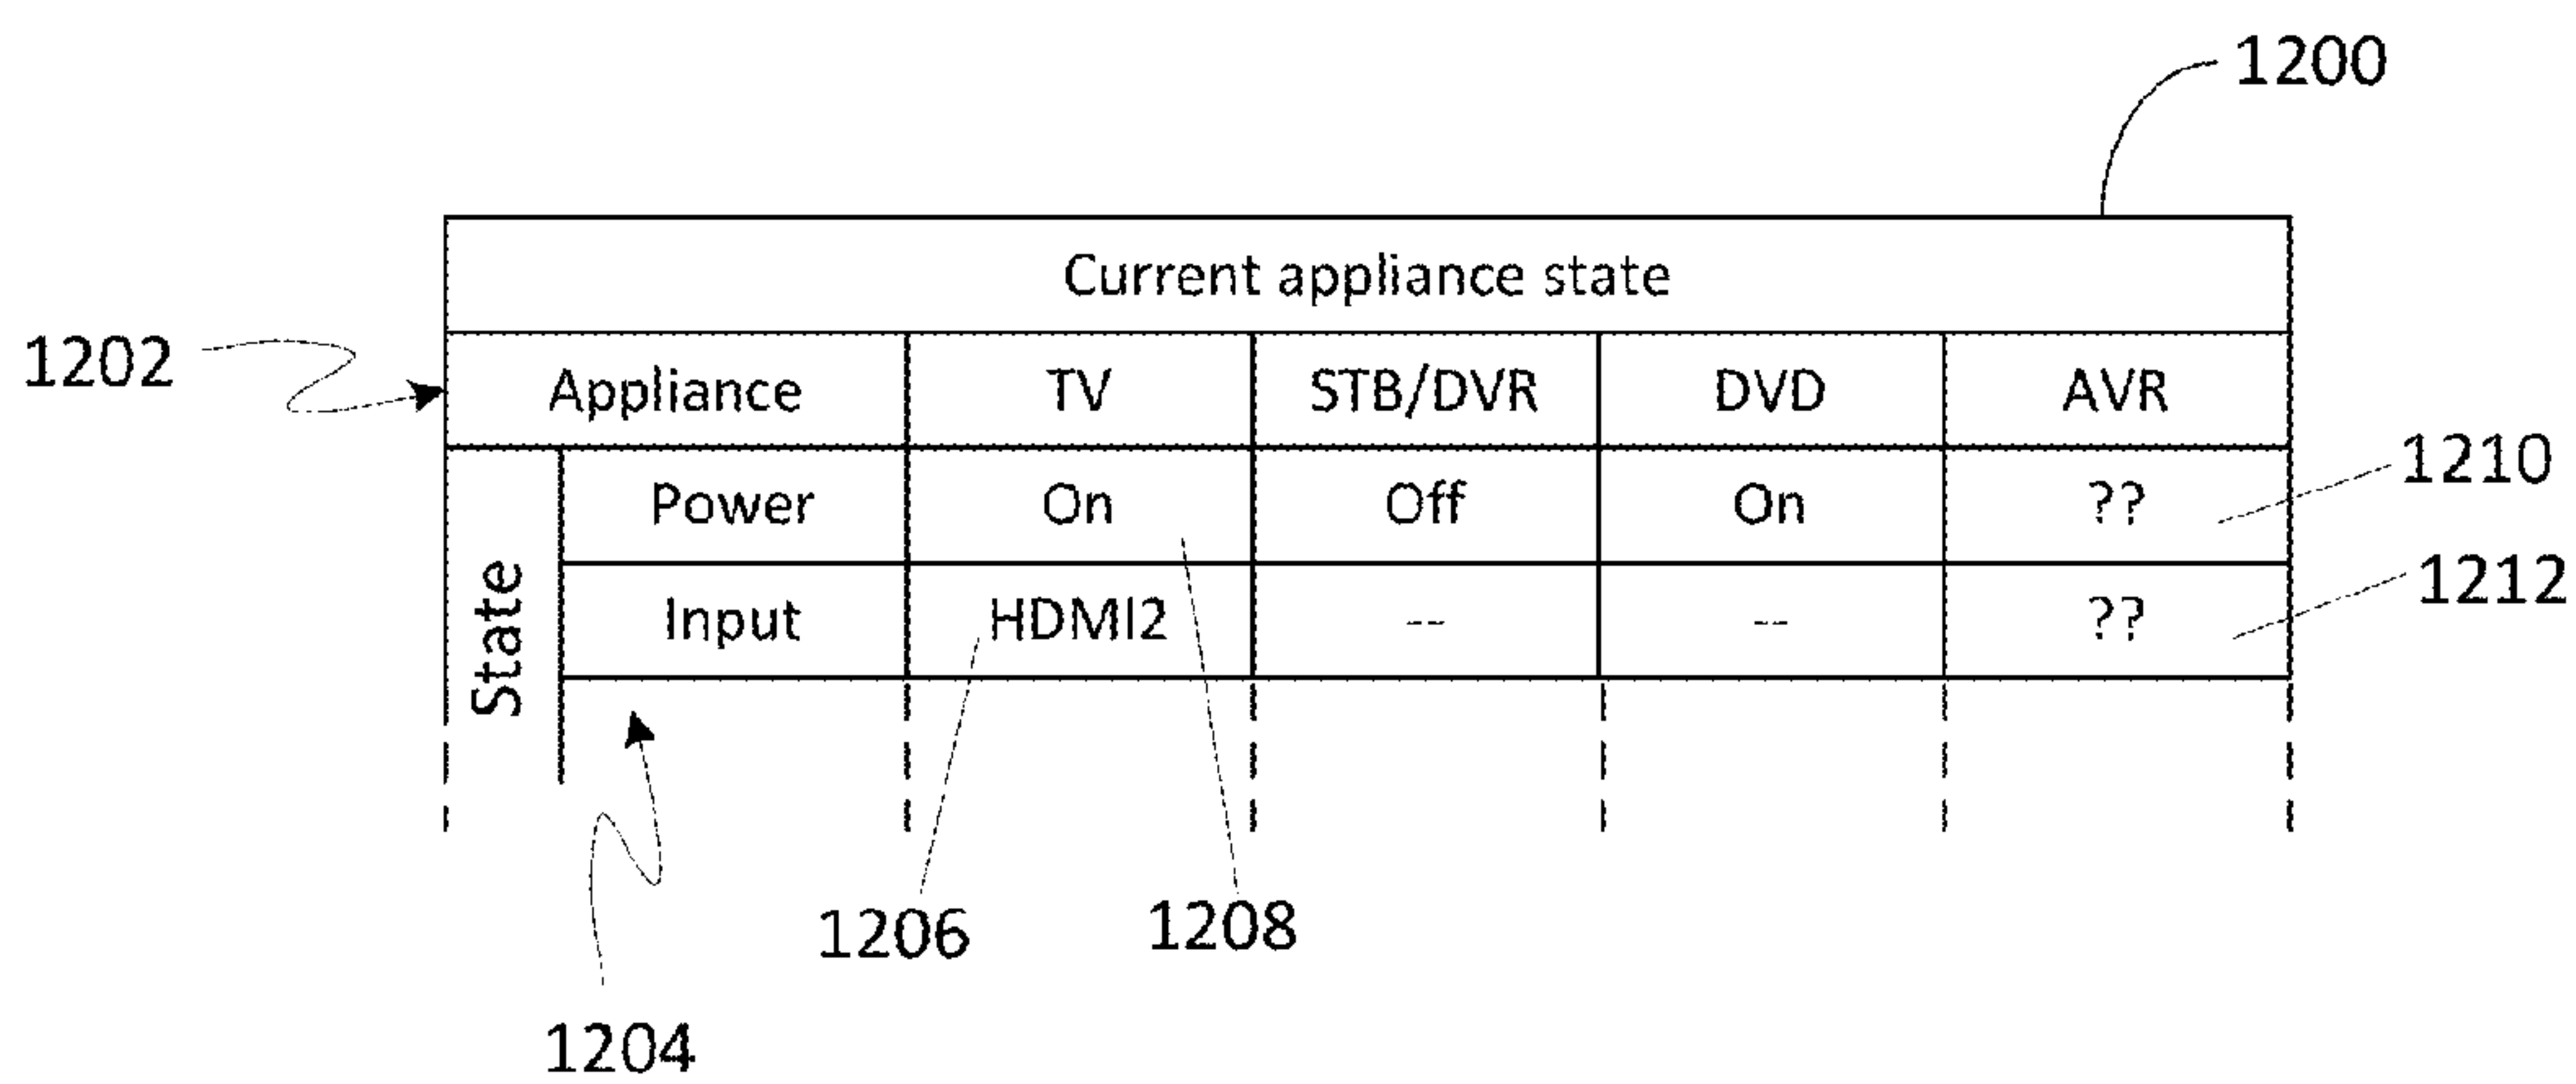 1200
Current appliance state
1202
Appliance TV STB/DVR DVD AVR
1210
Power On Off On ??
State
Input HDMI2 -- -- ??
1212
1206 1208
1204